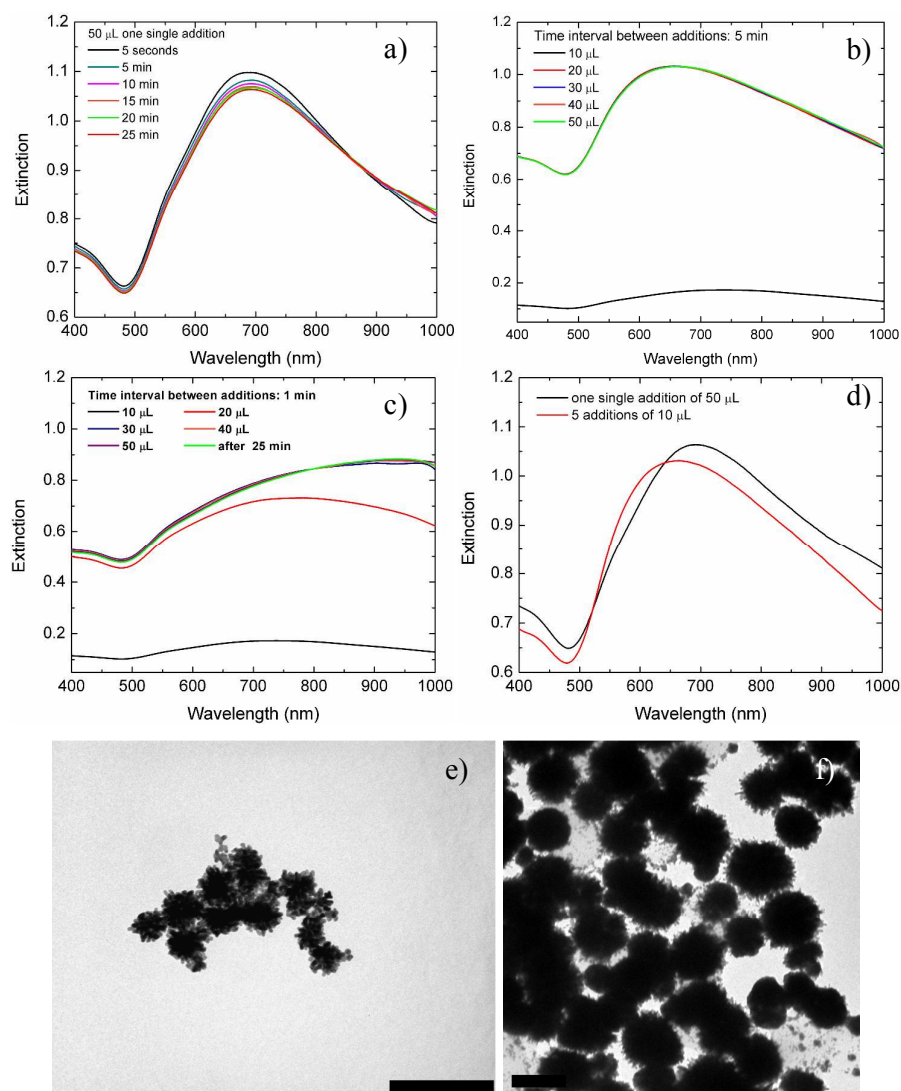 a)
50 μL one single addition
5 seconds
5 min
10 min
15 min
20 min
25 min
Extinction
1.2
1.1
1.0
0.9
0.8
0.7
0.6
400 500 600 700 800 900 1000
Wavelength (nm)
b)
Time interval between additions: 5 min
10 μL
20 μL
30 μL
40 μL
50 μL
Extinction
1.2
1.0
0.8
0.6
0.4
0.2
400 500 600 700 800 900 1000
Wavelength (nm)
c)
Time interval between additions: 1 min
10 μL 20 μL
30 μL 40 μL
50 μL after 25 min
Extinction
1.2
1.0
0.8
0.6
0.4
0.2
400 500 600 700 800 900 1000
Wavelength (nm)
d)
one single addition of 50 μL
5 additions of 10 μL
Extinction
1.2
1.1
1.0
0.9
0.8
0.7
0.6
400 500 600 700 800 900 1000
Wavelength (nm)
e)
f)